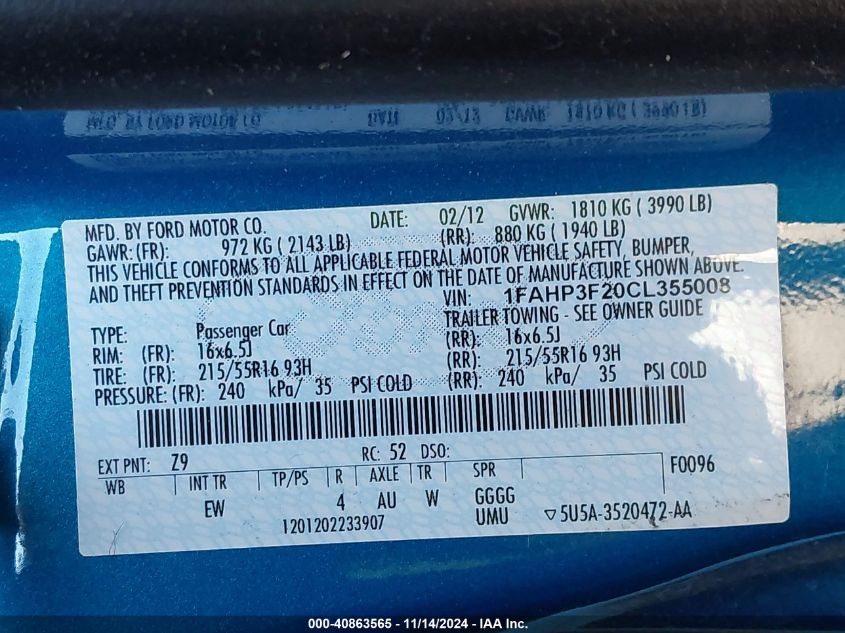 MFD. BY FORD MOTOR CO. DATE: 02/12 GVWR: 1810 KG ( 3990 LB)
GAWR: (FR): 972 KG ( 2143 LB) (RR): 880 KG ( 1940 LB)
THIS VEHICLE CONFORMS TO ALL APPLICABLE FEDERAL MOTOR VEHICLE SAFETY, BUMPER,
AND THEFT PREVENTION STANDARDS IN EFFECT ON THE DATE OF MANUFACTURE SHOWN ABOVE.
VIN: 1FAHP3F20CL355008
TYPE: Passenger Car TRAILER TOWING - SEE OWNER GUIDE
RIM: (FR): 16x6.5J (RR): 16x6.5J
TIRE: (FR): 215/55R16 93H (RR): 215/55R16 93H
PRESSURE: (FR): 240 kPa/ 35 PSI COLD (RR): 240 kPa/ 35 PSI COLD
EXT PNT: Z9 RC: 52 DSO: F0096
WB INT TR TP/PS R AXLE TR SPR
EW 4 AU W GGGG
1201202233907 UMU ▽5U5A-3520472-AA
000-40863565 - 11/14/2024 - IAA Inc.